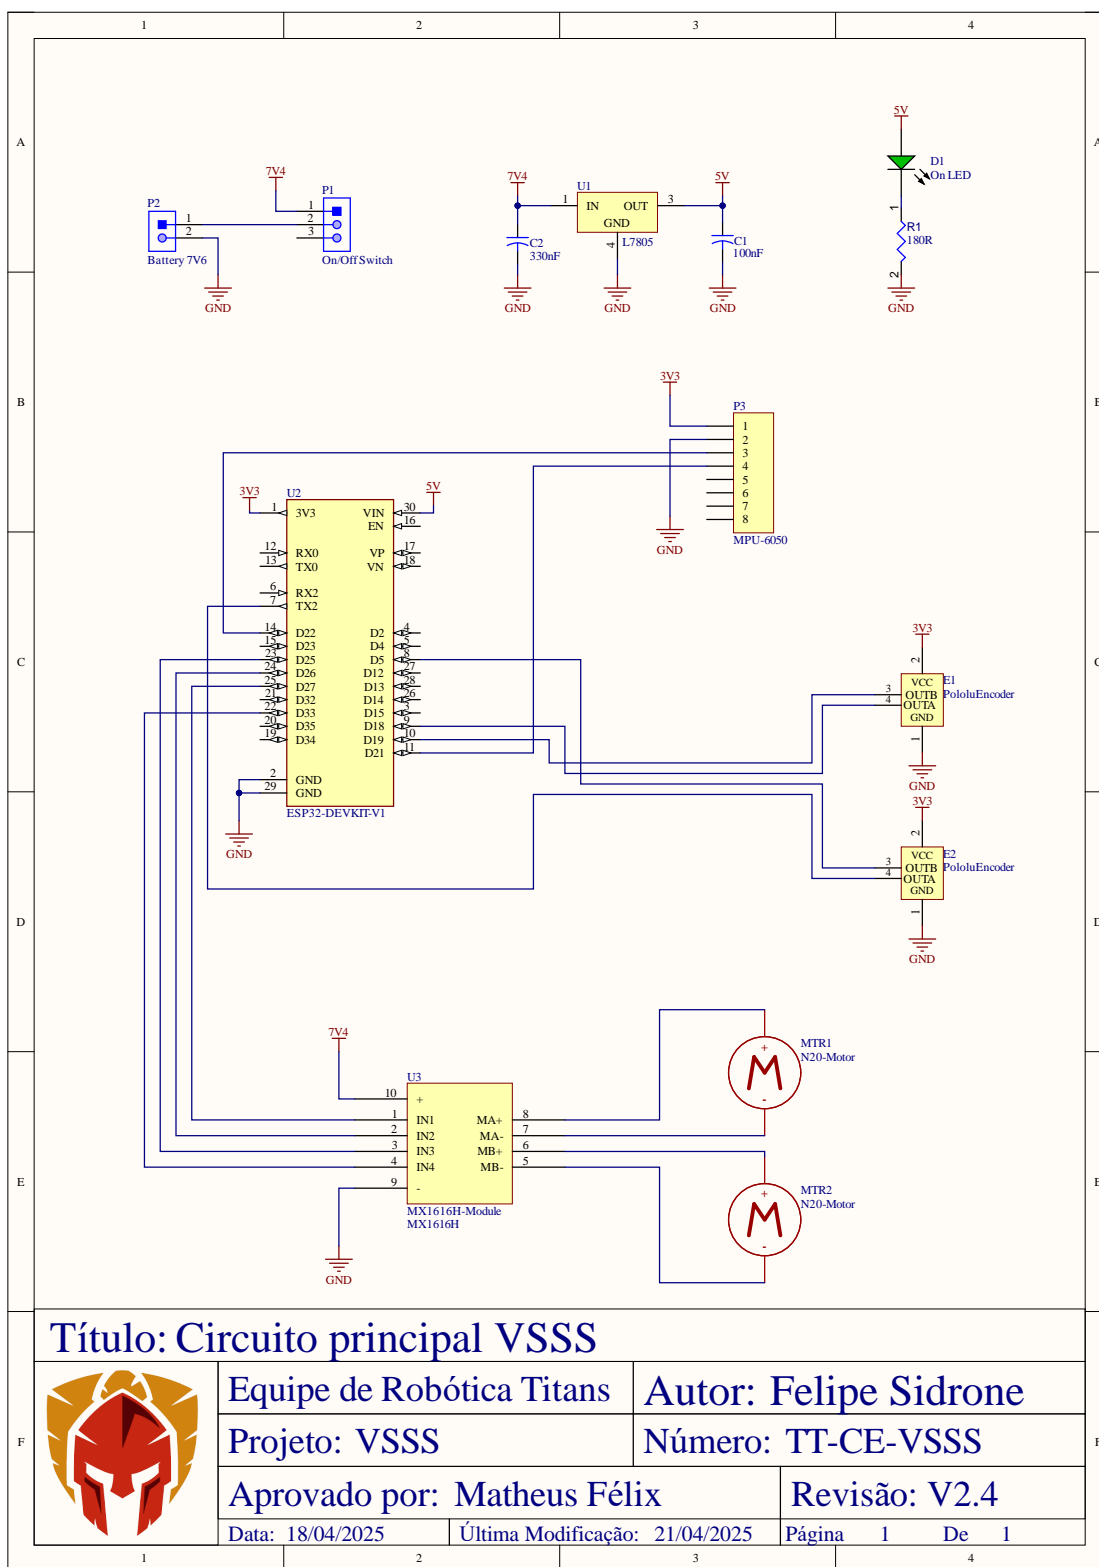 1 2 3 4
A A
5V
D1
On LED
1
R1
180R
2
GND
7V4
P1
1
2
3
On/Off Switch
P2
1
2
Battery 7V6
GND
7V4
U1
1 IN OUT 3
GND
4
L7805
5V
C2
330nF
C1
100nF
GND
GND
GND
B
3V3
P3
1
2
3
4
5
6
7
8
MPU-6050
GND
3V3
U2
5V
1 3V3 VIN 30
EN 16
12 RX0 VP 17
13 TX0 VN 18
6 RX2
7 TX2
14 D22 D2 4
15 D23 D4 5
23 D25 D5 8
24 D26 D12 27
25 D27 D13 28
21 D32 D14 26
22 D33 D15 3
20 D35 D18 9
19 D34 D19 10
D21 11
2 GND
29 GND
ESP32-DEVKIT-V1
GND
C
3V3
2
E1
PololuEncoder
VCC
3 OUTB
4 OUTA
GND
1
GND
3V3
2
E2
PololuEncoder
VCC
3 OUTB
4 OUTA
GND
1
GND
D D
7V4
U3
10 +
1 IN1 MA+ 8
2 IN2 MA- 7
3 IN3 MB+ 6
4 IN4 MB- 5
9 -
MX1616H-Module
MX1616H
GND
MTR1
N20-Motor
+
M
-
MTR2
N20-Motor
+
M
-
E
Título: Circuito principal VSSS
Equipe de Robótica Titans
Autor: Felipe Sidrone
Projeto: VSSS
Número: TT-CE-VSSS
Aprovado por: Matheus Félix
Revisão: V2.4
Data: 18/04/2025
Última Modificação: 21/04/2025
Página 1 De 1
F
1 2 3 4